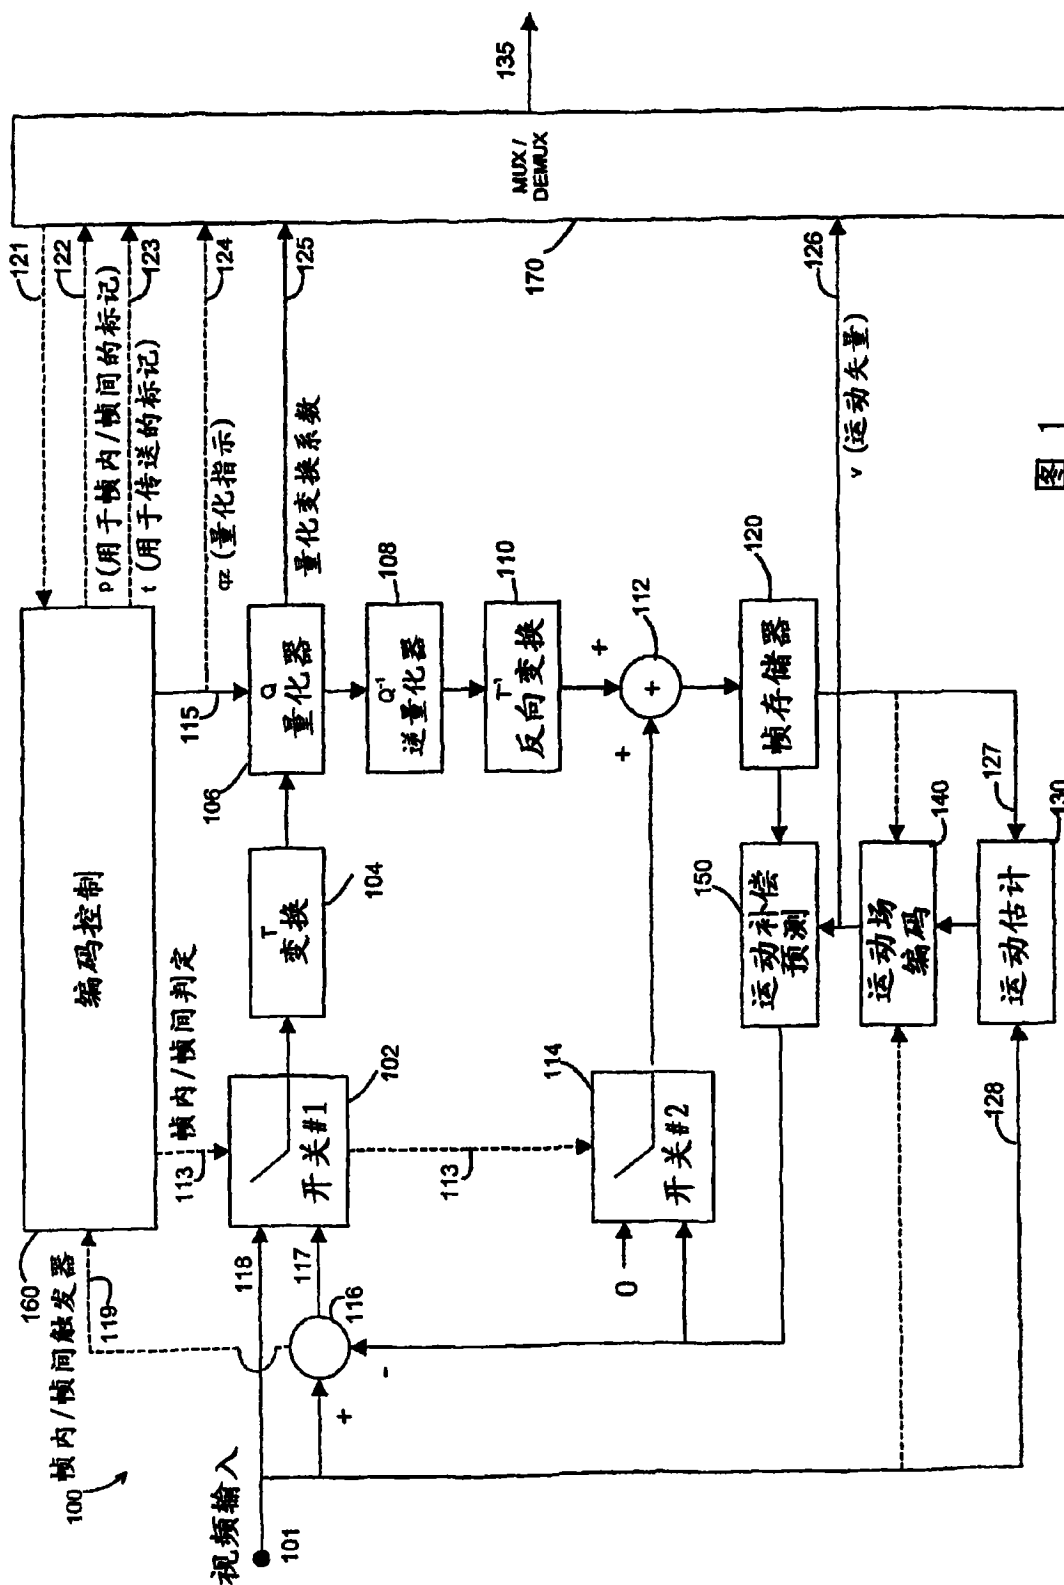 100
帧内/帧间触发器
119
160
编码控制
121
122
p(用于帧内/帧间的标记)
123
t(用于传送的标记)
115
qz(量化指示)
124
113
帧内/帧间判定
视频输入
101
118
117
116
+
-
开关#1
102
T
变换
104
106
Q
量化器
量化变换系数
125
Q⁻¹
逆量化器
108
T⁻¹
反向变换
110
113
0
开关#2
114
+
+
+
112
帧存储器
120
运动补偿
预测
150
v(运动矢量)
126
运动场
编码
140
127
运动估计
130
128
MUX/
DEMUX
170
135
图 1